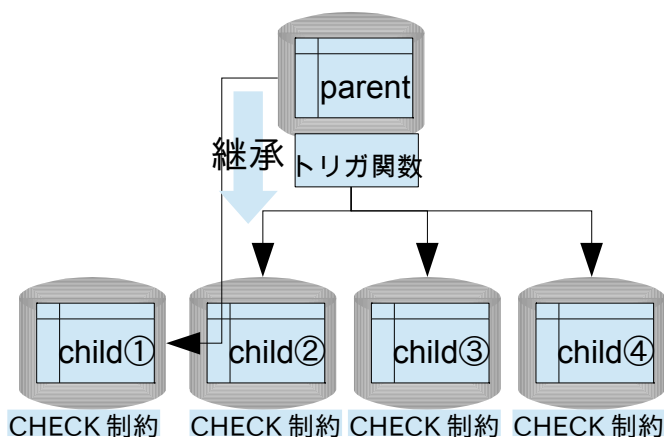 parent
継承
トリガ関数
child①
child②
child③
child④
CHECK 制約
CHECK 制約
CHECK 制約
CHECK 制約